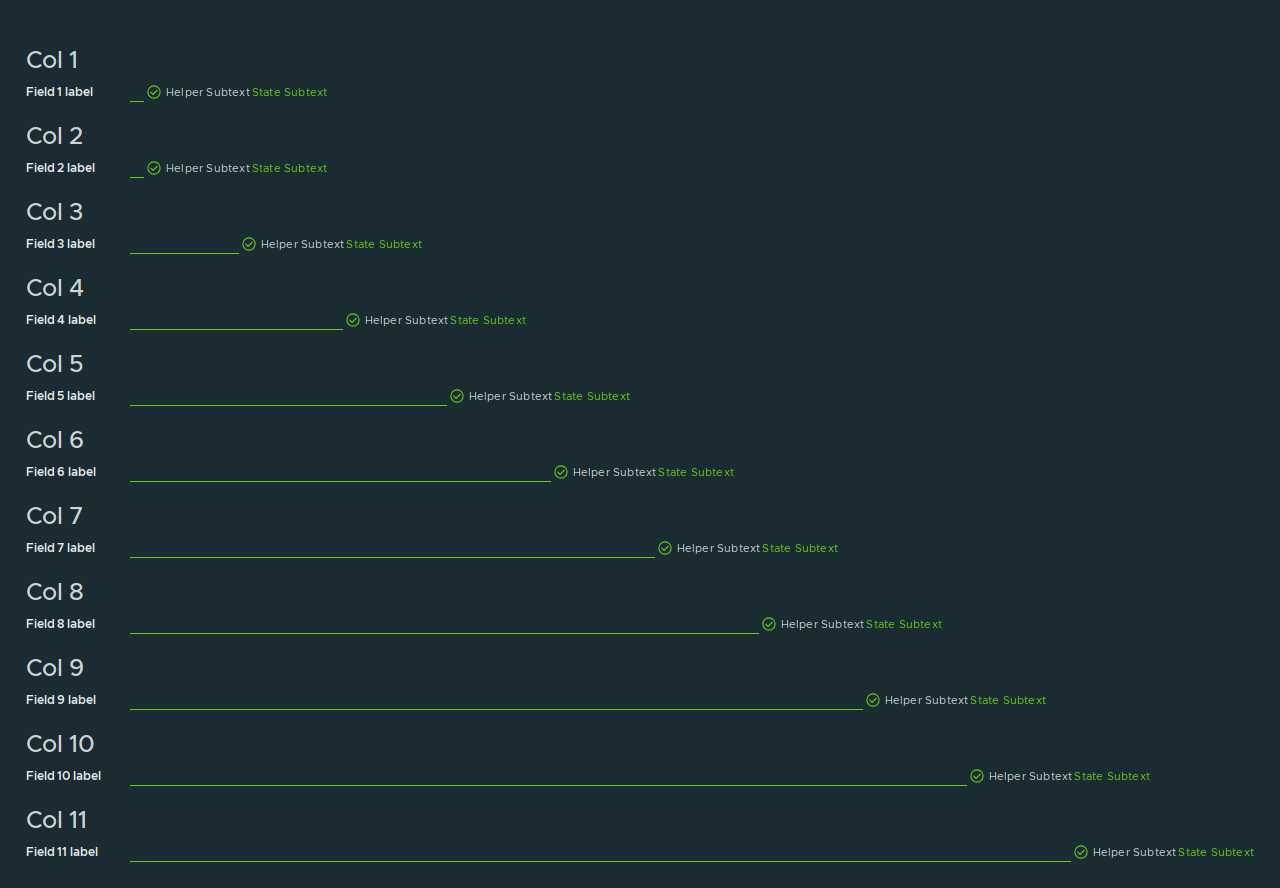 Col 1
Field 1 label Helper Subtext State Subtext
Col 2
Field 2 label Helper Subtext State Subtext
Col 3
Field 3 label Helper Subtext State Subtext
Col 4
Field 4 label Helper Subtext State Subtext
Col 5
Field 5 label Helper Subtext State Subtext
Col 6
Field 6 label Helper Subtext State Subtext
Col 7
Field 7 label Helper Subtext State Subtext
Col 8
Field 8 label Helper Subtext State Subtext
Col 9
Field 9 label Helper Subtext State Subtext
Col 10
Field 10 label Helper Subtext State Subtext
Col 11
Field 11 label Helper Subtext State Subtext